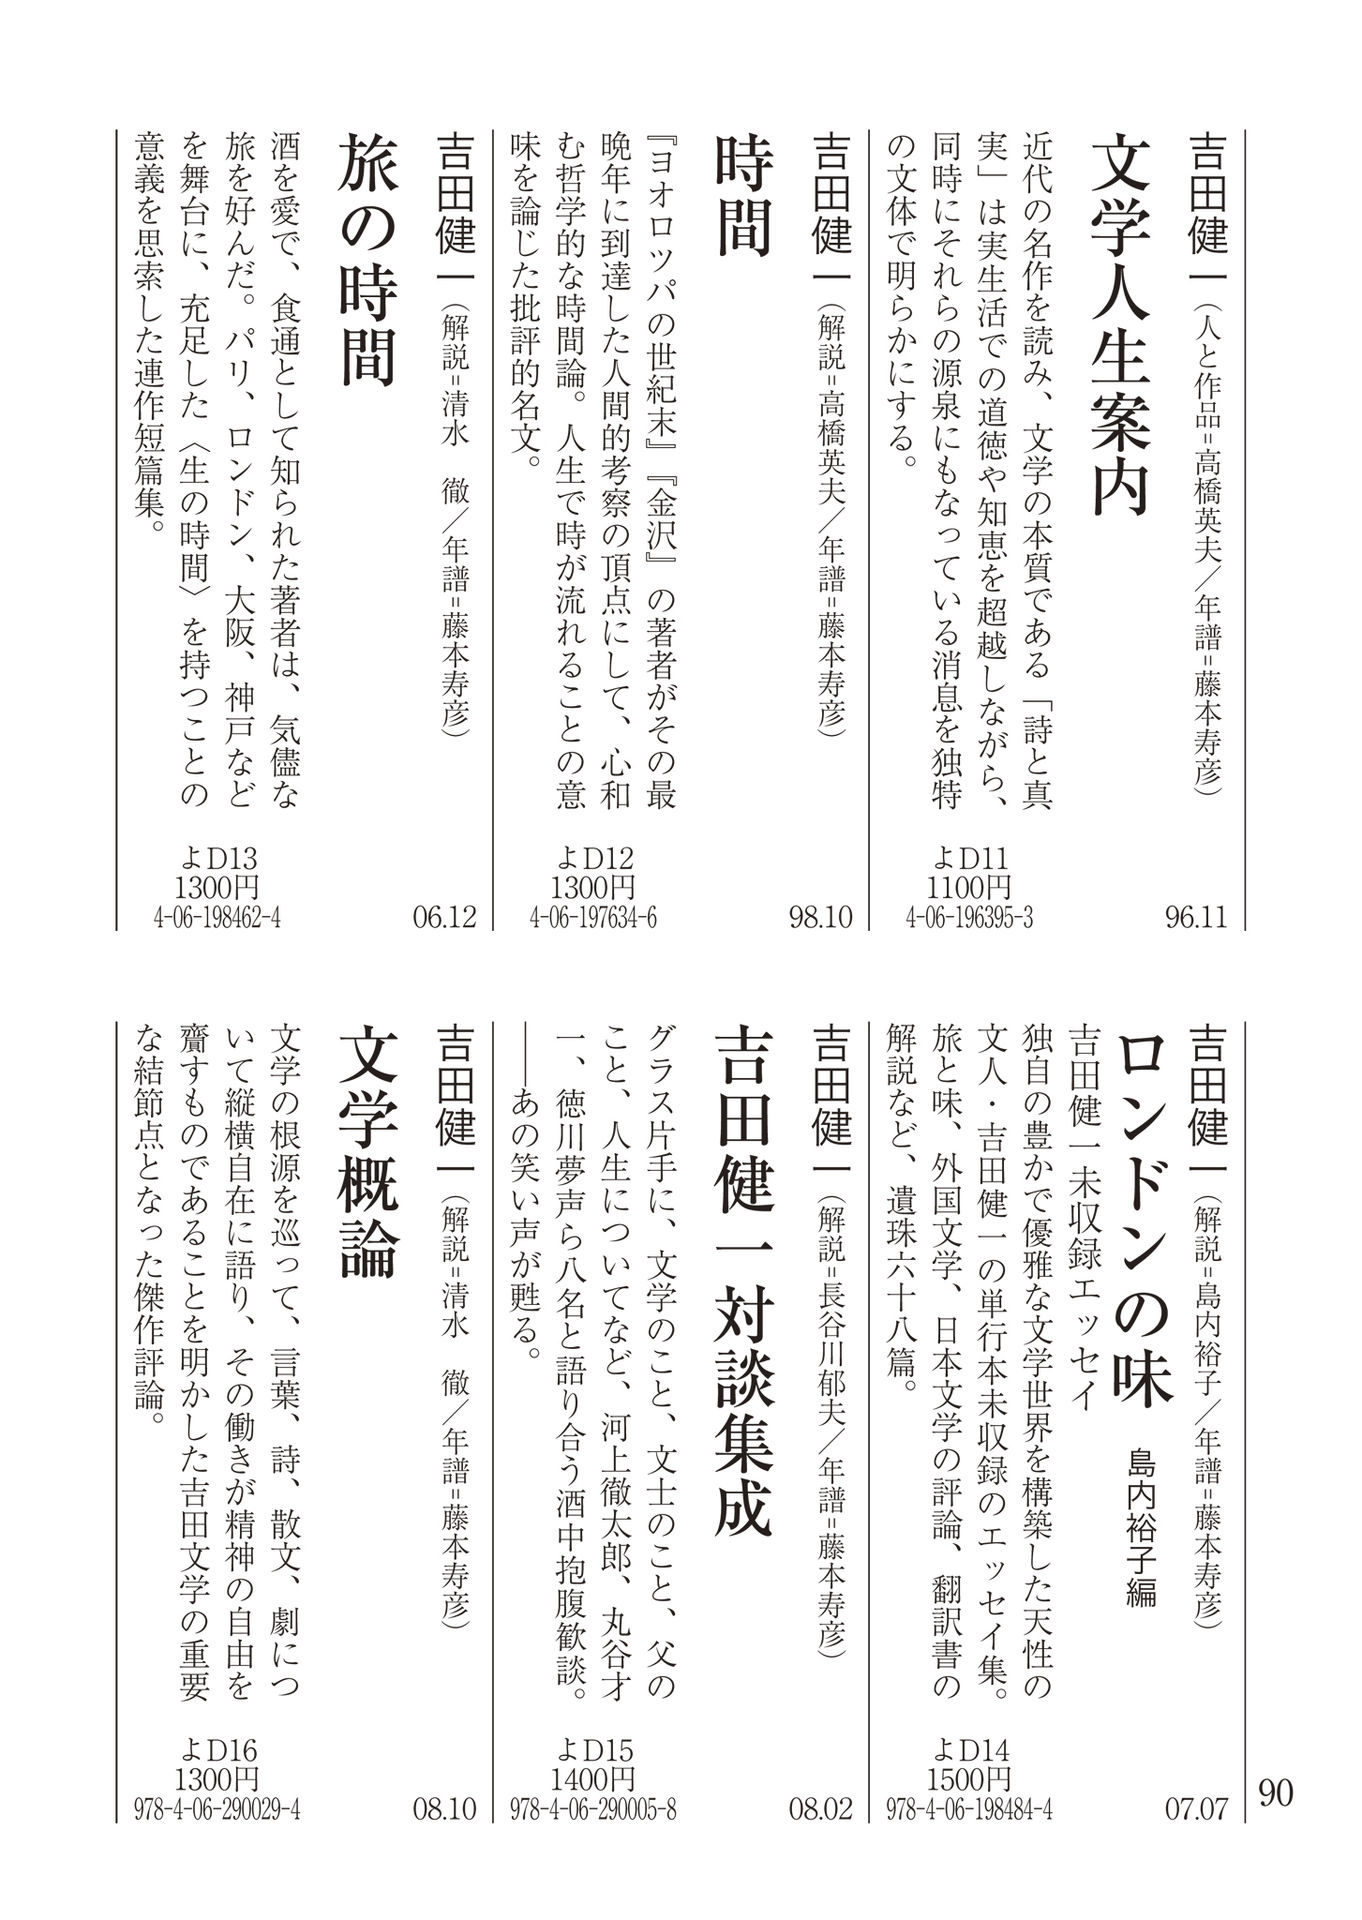 吉田健一（人と作品＝高橋英夫／年譜＝藤本寿彦）
文学人生案内
近代の名作を読み、文学の本質である「詩と真
実」は実生活での道徳や知恵を超越しながら、
同時にそれらの源泉にもなっている消息を独特
の文体で明らかにする。
よD11
1100円
4-06-196395-3
96.11
吉田健一（解説＝高橋英夫／年譜＝藤本寿彦）
時間
『ヨオロッパの世紀末』『金沢』の著者がその最
晩年に到達した人間的考察の頂点にして、心和
む哲学的な時間論。人生で時が流れることの意
味を論じた批評的名文。
よD12
1300円
4-06-197634-6
98.10
吉田健一（解説＝清水　徹／年譜＝藤本寿彦）
旅の時間
酒を愛で、食通として知られた著者は、気儘な
旅を好んだ。パリ、ロンドン、大阪、神戸など
を舞台に、充足した〈生の時間〉を持つことの
意義を思索した連作短篇集。
よD13
1300円
4-06-198462-4
06.12
吉田健一（解説＝島内裕子／年譜＝藤本寿彦）
ロンドンの味　島内裕子編
吉田健一未収録エッセイ
独自の豊かで優雅な文学世界を構築した天性の
文人・吉田健一の単行本未収録のエッセイ集。
旅と味、外国文学、日本文学の評論、翻訳書の
解説など、遺珠六十八篇。
よD14
1500円
978-4-06-198484-4
07.07
吉田健一（解説＝長谷川郁夫／年譜＝藤本寿彦）
吉田健一対談集成
グラス片手に、文学のこと、文士のこと、父の
こと、人生についてなど、河上徹太郎、丸谷才
一、徳川夢声ら八名と語り合う酒中抱腹歓談。
――あの笑い声が甦る。
よD15
1400円
978-4-06-290005-8
08.02
吉田健一（解説＝清水　徹／年譜＝藤本寿彦）
文学概論
文学の根源を巡って、言葉、詩、散文、劇につ
いて縦横自在に語り、その働きが精神の自由を
齎すものであることを明かした吉田文学の重要
な結節点となった傑作評論。
よD16
1300円
978-4-06-290029-4
08.10
90